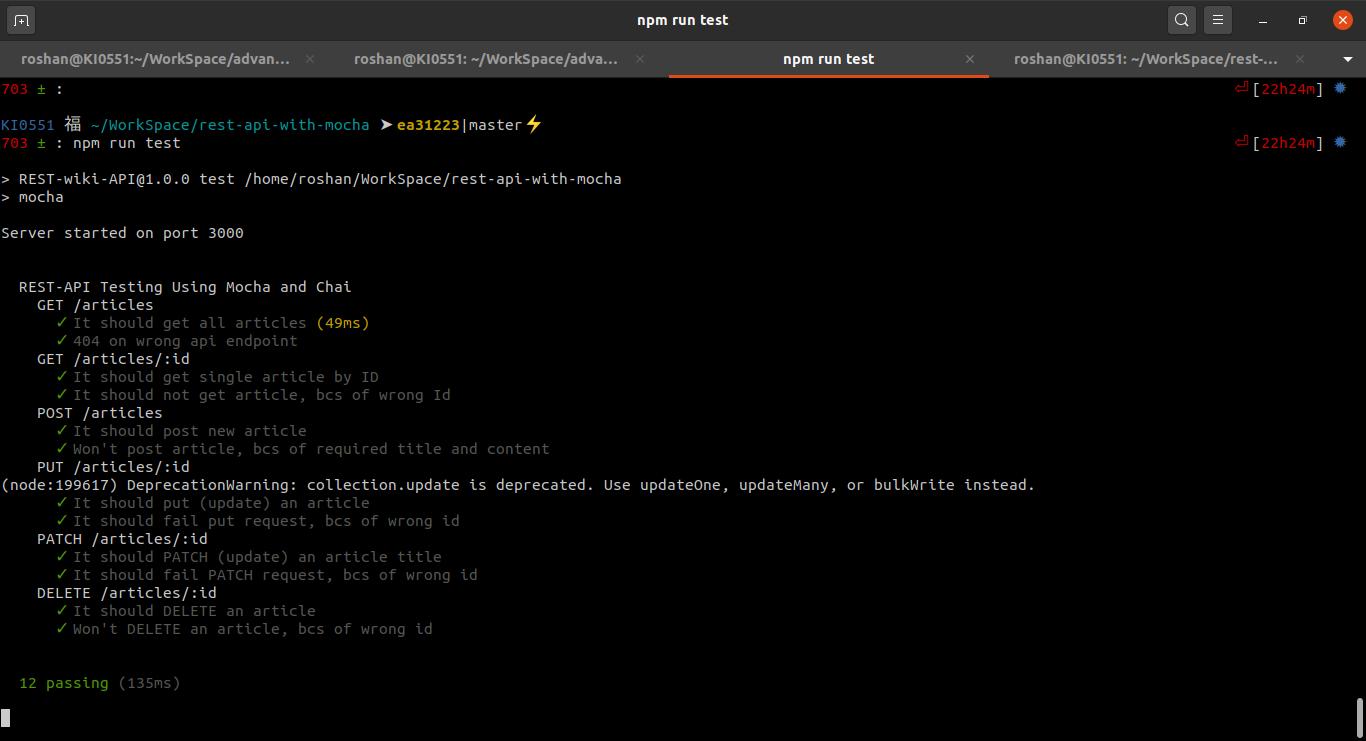 npm run test
roshan@KI0551:~/WorkSpace/advan... × roshan@KI0551: ~/WorkSpace/adva... × npm run test × roshan@KI0551: ~/WorkSpace/rest-... ×
703 ± : ⏎ [22h24m] ✹
KI0551 福 ~/WorkSpace/rest-api-with-mocha ➤ ea31223|master⚡
703 ± : npm run test ⏎ [22h24m] ✹
> REST-wiki-API@1.0.0 test /home/roshan/WorkSpace/rest-api-with-mocha
> mocha
Server started on port 3000
REST-API Testing Using Mocha and Chai
GET /articles
✓ It should get all articles (49ms)
✓ 404 on wrong api endpoint
GET /articles/:id
✓ It should get single article by ID
✓ It should not get article, bcs of wrong Id
POST /articles
✓ It should post new article
✓ Won't post article, bcs of required title and content
PUT /articles/:id
(node:199617) DeprecationWarning: collection.update is deprecated. Use updateOne, updateMany, or bulkWrite instead.
✓ It should put (update) an article
✓ It should fail put request, bcs of wrong id
PATCH /articles/:id
✓ It should PATCH (update) an article title
✓ It should fail PATCH request, bcs of wrong id
DELETE /articles/:id
✓ It should DELETE an article
✓ Won't DELETE an article, bcs of wrong id
12 passing (135ms)